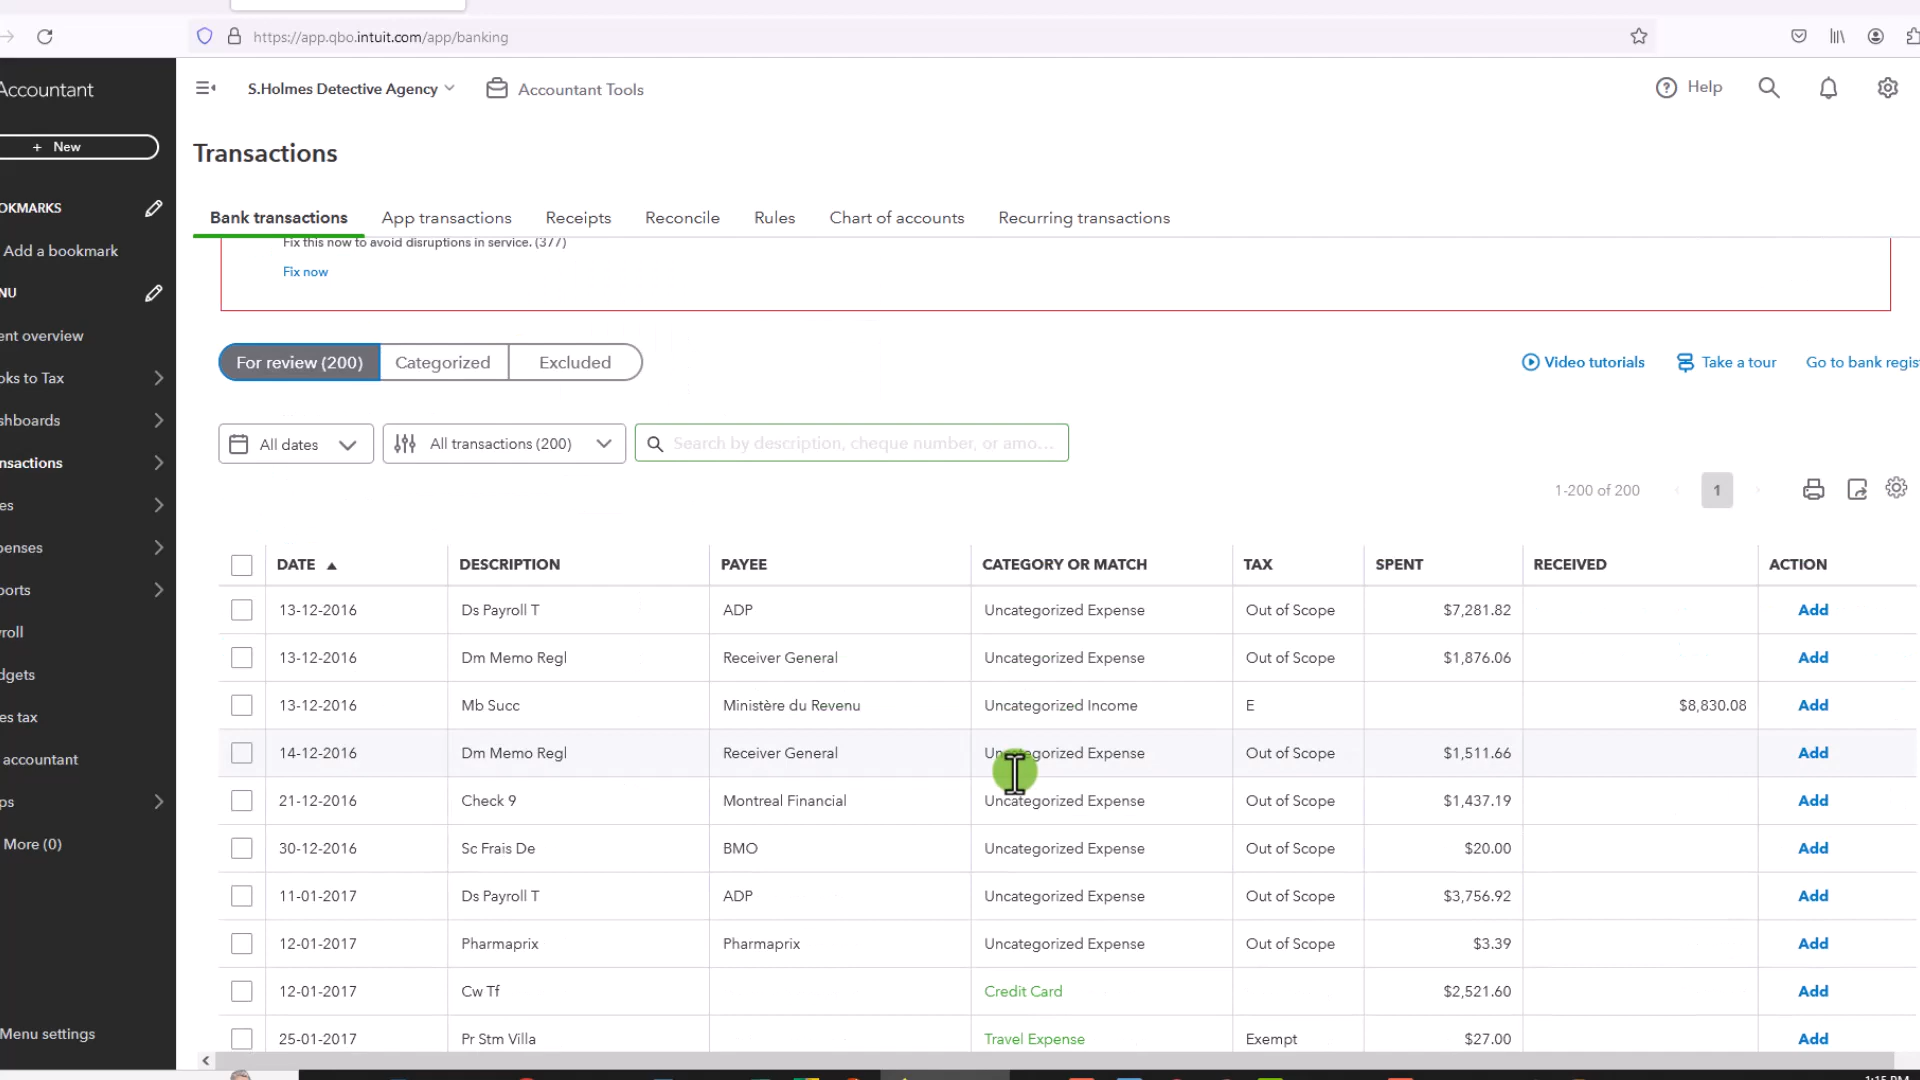 https://app.qbo.intuit.com/app/banking
Accountant
S.Holmes Detective Agency
Accountant Tools
Help
+ New
OKMARKS
Add a bookmark
NU
ent overview
oks to Tax
shboards
nsactions
es
penses
ports
roll
dgets
es tax
accountant
ps
More (0)
Menu settings
Transactions
Bank transactions
App transactions
Receipts
Reconcile
Rules
Chart of accounts
Recurring transactions
Fix this now to avoid disruptions in service. (377)
Fix now
For review (200)
Categorized
Excluded
Video tutorials
Take a tour
Go to bank regis
All dates
All transactions (200)
Search by description, cheque number, or amo...
1-200 of 200
1
DATE DESCRIPTION PAYEE CATEGORY OR MATCH TAX SPENT RECEIVED ACTION
13-12-2016 Ds Payroll T ADP Uncategorized Expense Out of Scope $7,281.82 Add
13-12-2016 Dm Memo Regl Receiver General Uncategorized Expense Out of Scope $1,876.06 Add
13-12-2016 Mb Succ Ministère du Revenu Uncategorized Income E $8,830.08 Add
14-12-2016 Dm Memo Regl Receiver General Uncategorized Expense Out of Scope $1,511.66 Add
21-12-2016 Check 9 Montreal Financial Uncategorized Expense Out of Scope $1,437.19 Add
30-12-2016 Sc Frais De BMO Uncategorized Expense Out of Scope $20.00 Add
11-01-2017 Ds Payroll T ADP Uncategorized Expense Out of Scope $3,756.92 Add
12-01-2017 Pharmaprix Pharmaprix Uncategorized Expense Out of Scope $3.39 Add
12-01-2017 Cw Tf Credit Card $2,521.60 Add
25-01-2017 Pr Stm Villa Travel Expense Exempt $27.00 Add
1:15 PM